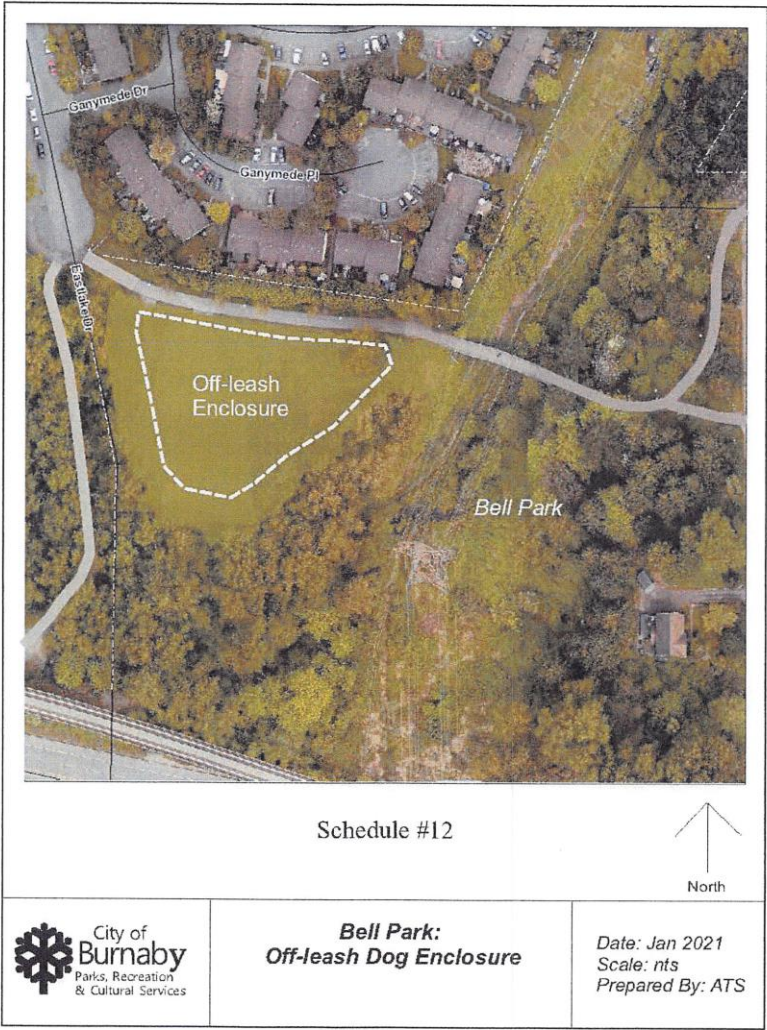 Ganymede Dr
Ganymede Pl
Eastlake Dr
Off-leash
Enclosure
Bell Park
Schedule #12
North
City of
Burnaby
Parks, Recreation
& Cultural Services
Bell Park:
Off-leash Dog Enclosure
Date: Jan 2021
Scale: nts
Prepared By: ATS